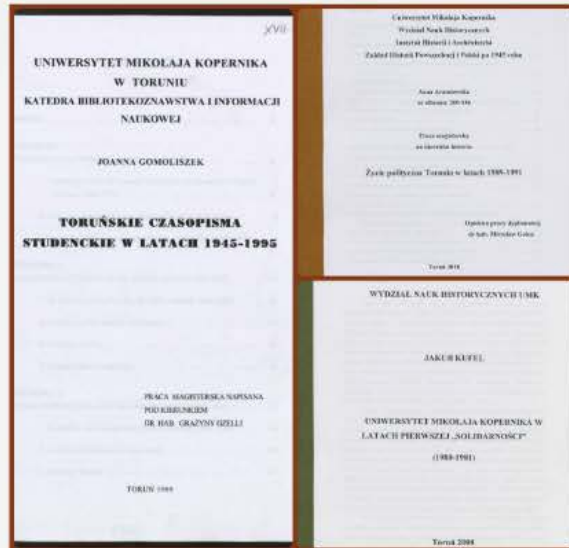 XVII
UNIWERSYTET MIKOŁAJA KOPERNIKA
W TORUNIU
KATEDRA BIBLIOTEKOZNAWSTWA I INFORMACJI
NAUKOWEJ
JOANNA GOMOLISZEK
TORUŃSKIE CZASOPISMA
STUDENCKIE W LATACH 1945-1995
PRACA MAGISTERSKA NAPISANA
POD KIERUNKIEM
DR HAB. GRAŻYNY GZELLI
TORUŃ
Uniwersytet Mikołaja Kopernika
Wydział Nauk Historycznych
Instytut Historii i Archiwistyki
Zakład Historii Powszechnej i Polski po 1945 roku
Anna
nr albumu
Praca magisterska
na kierunku historia
Życie polityczne Torunia w latach 1989-1991
Opiekun pracy dyplomowej
dr hab. Mirosław Golon
Toruń 2010
WYDZIAŁ NAUK HISTORYCZNYCH UMK
JAKUB KUFEL
UNIWERSYTET MIKOŁAJA KOPERNIKA W
LATACH PIERWSZEJ „SOLIDARNOŚCI”
(1980-1981)
Toruń